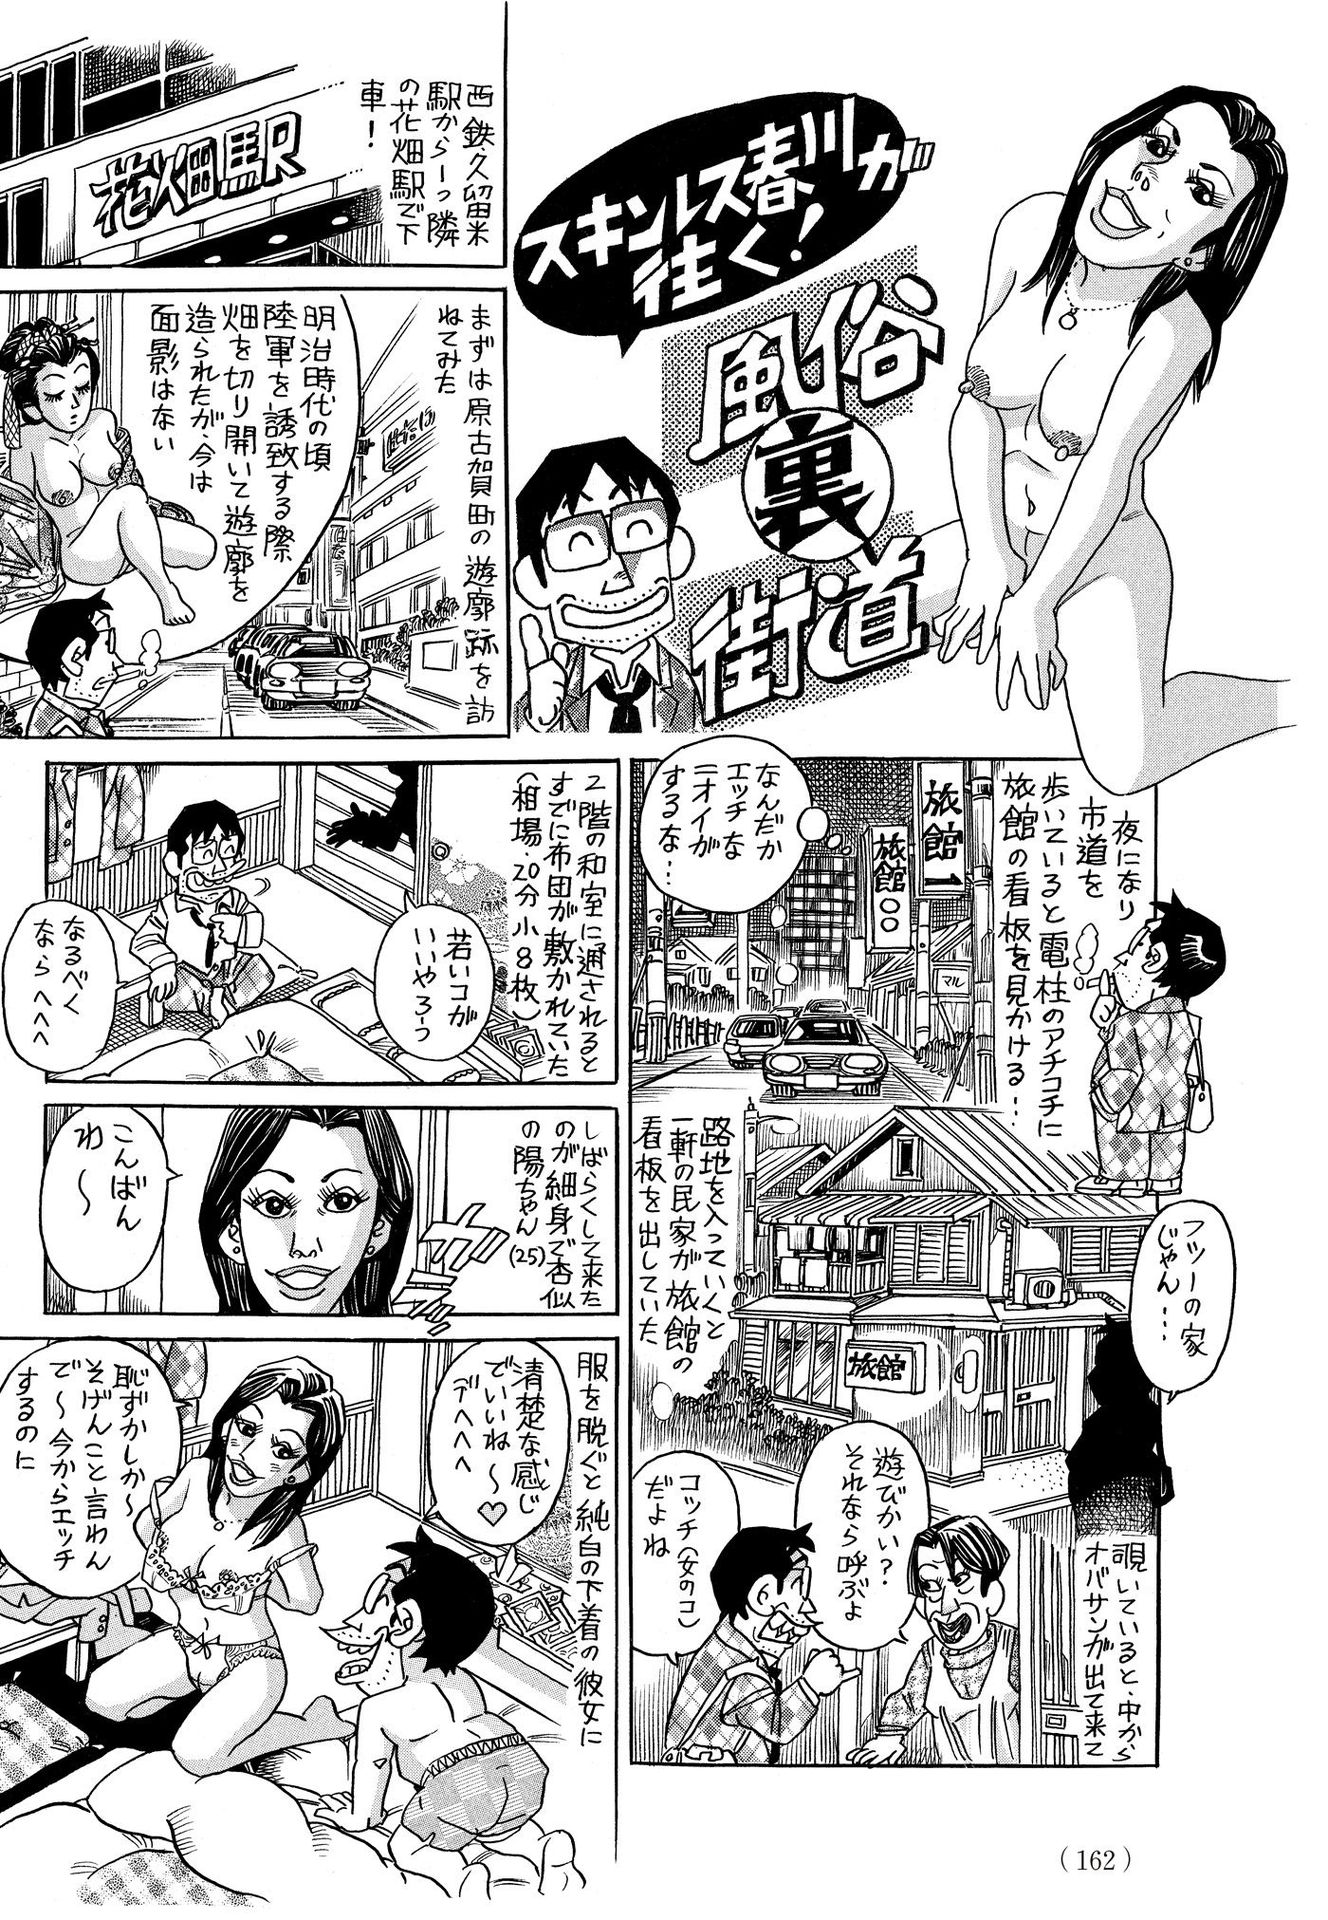 スキンレス春川が
往く!
風俗
裏
街道
西鉄久留米
駅から一つ隣
の花畑駅で下
車!
花畑駅
まずは原古賀町の遊廓跡を訪
ねてみた
明治時代の頃
陸軍を誘致する際
畑を切り開いて遊廓を
造られたが、今は
面影はない
夜になり
市道を
歩いていると電柱のアチコチに
旅館の看板を見かける…
旅館一
旅館○○
マル
なんだか
エッチな
ニオイが
するな…
フツーの家
じゃん…
路地を入っていくと
一軒の民家が旅館の
看板を出していた
旅館
覗いていると、中から
オバサンが出て来て
遊びかい?
それなら呼ぶよ
コッチ(女のコ)
だよね
2階の和室に通されると
すでに布団が敷かれていた
(相場・20分小8枚)
若いコが
いいやろっ
なるべく
ならへへへ
しばらくして来た
のが細身で杏似
の陽ちゃん(25)
こんばん
わ〜
服を脱ぐと純白の下着の彼女に
清楚な感じ
でいいね〜♡
デへへへ
恥ずかしか〜
そげんこと言わん
で〜今からエッチ
するのに
(162)